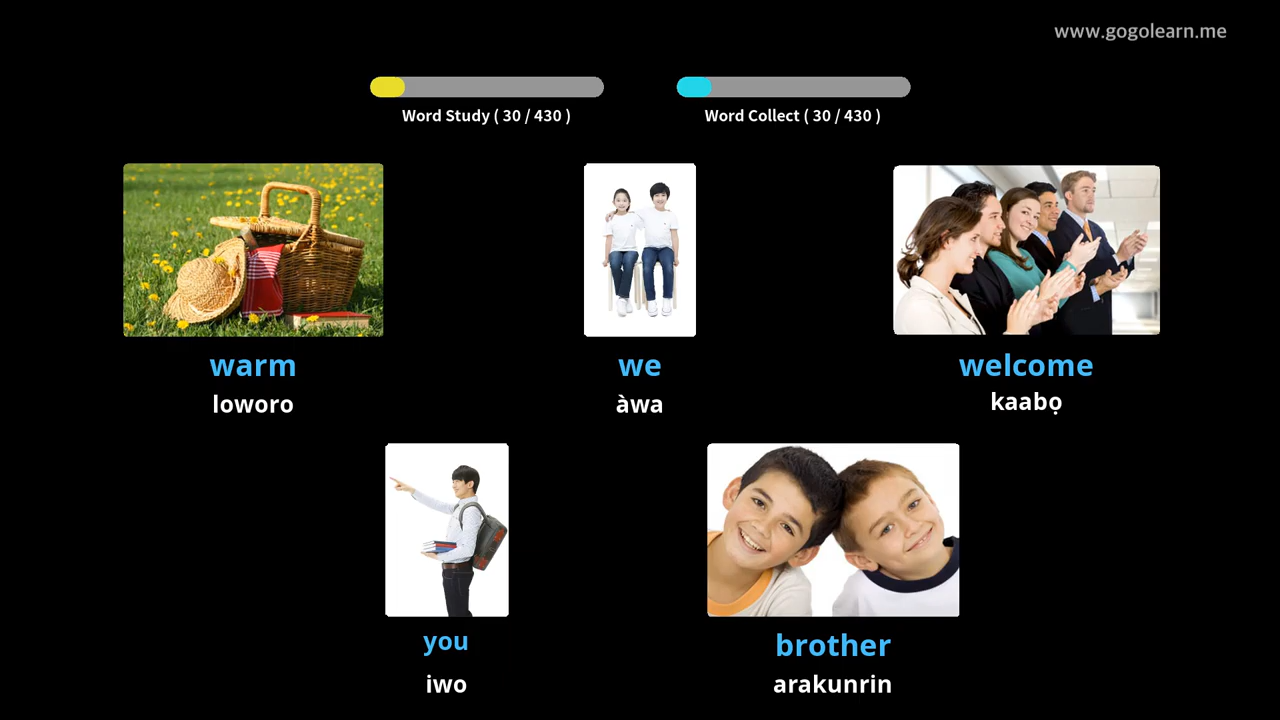 www.gogolearn.me
Word Study ( 30 / 430 )
Word Collect ( 30 / 430 )
warm
loworo
we
àwa
welcome
kaabọ
you
iwo
brother
arakunrin